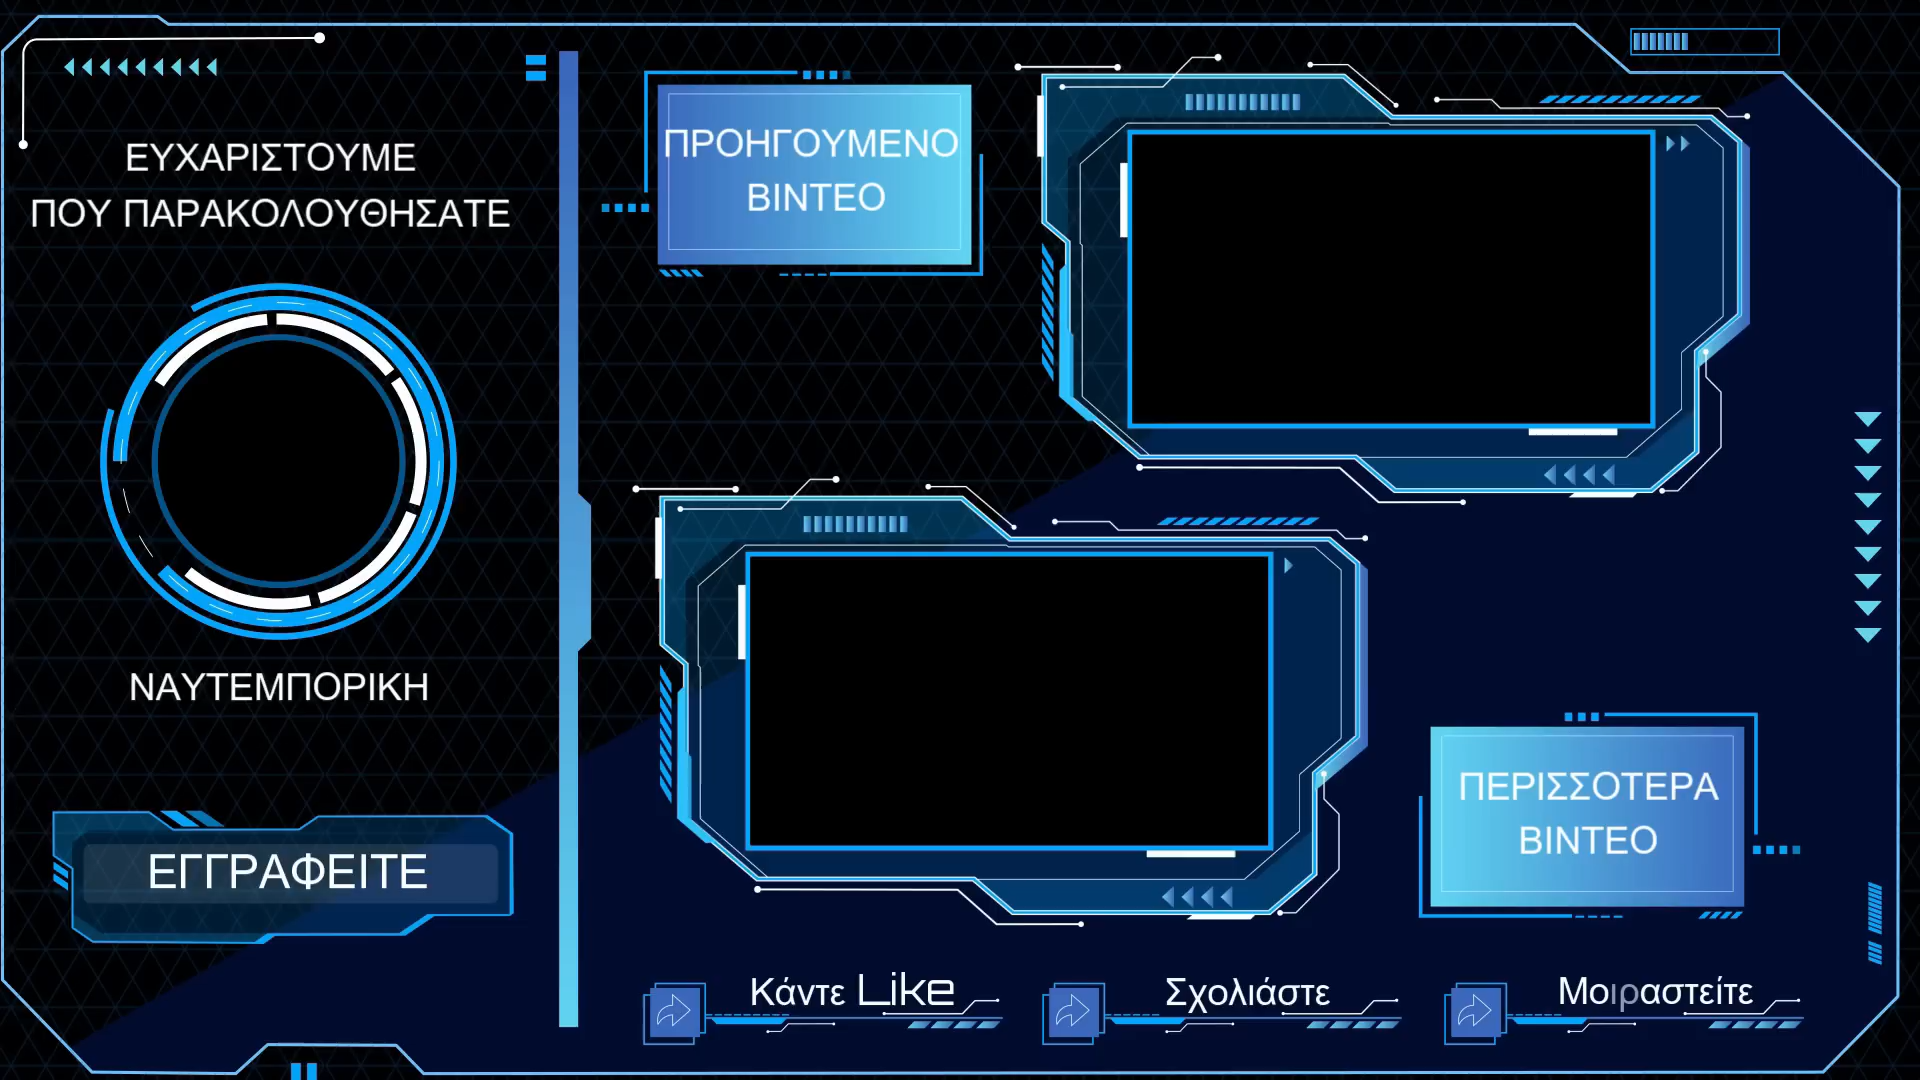 ΕΥΧΑΡΙΣΤΟΥΜΕ
ΠΟΥ ΠΑΡΑΚΟΛΟΥΘΗΣΑΤΕ
ΝΑΥΤΕΜΠΟΡΙΚΗ
ΕΓΓΡΑΦΕΙΤΕ
ΠΡΟΗΓΟΥΜΕΝΟ
ΒΙΝΤΕΟ
ΠΕΡΙΣΣΟΤΕΡΑ
ΒΙΝΤΕΟ
Κάντε Like
Σχολιάστε
Μοιραστείτε